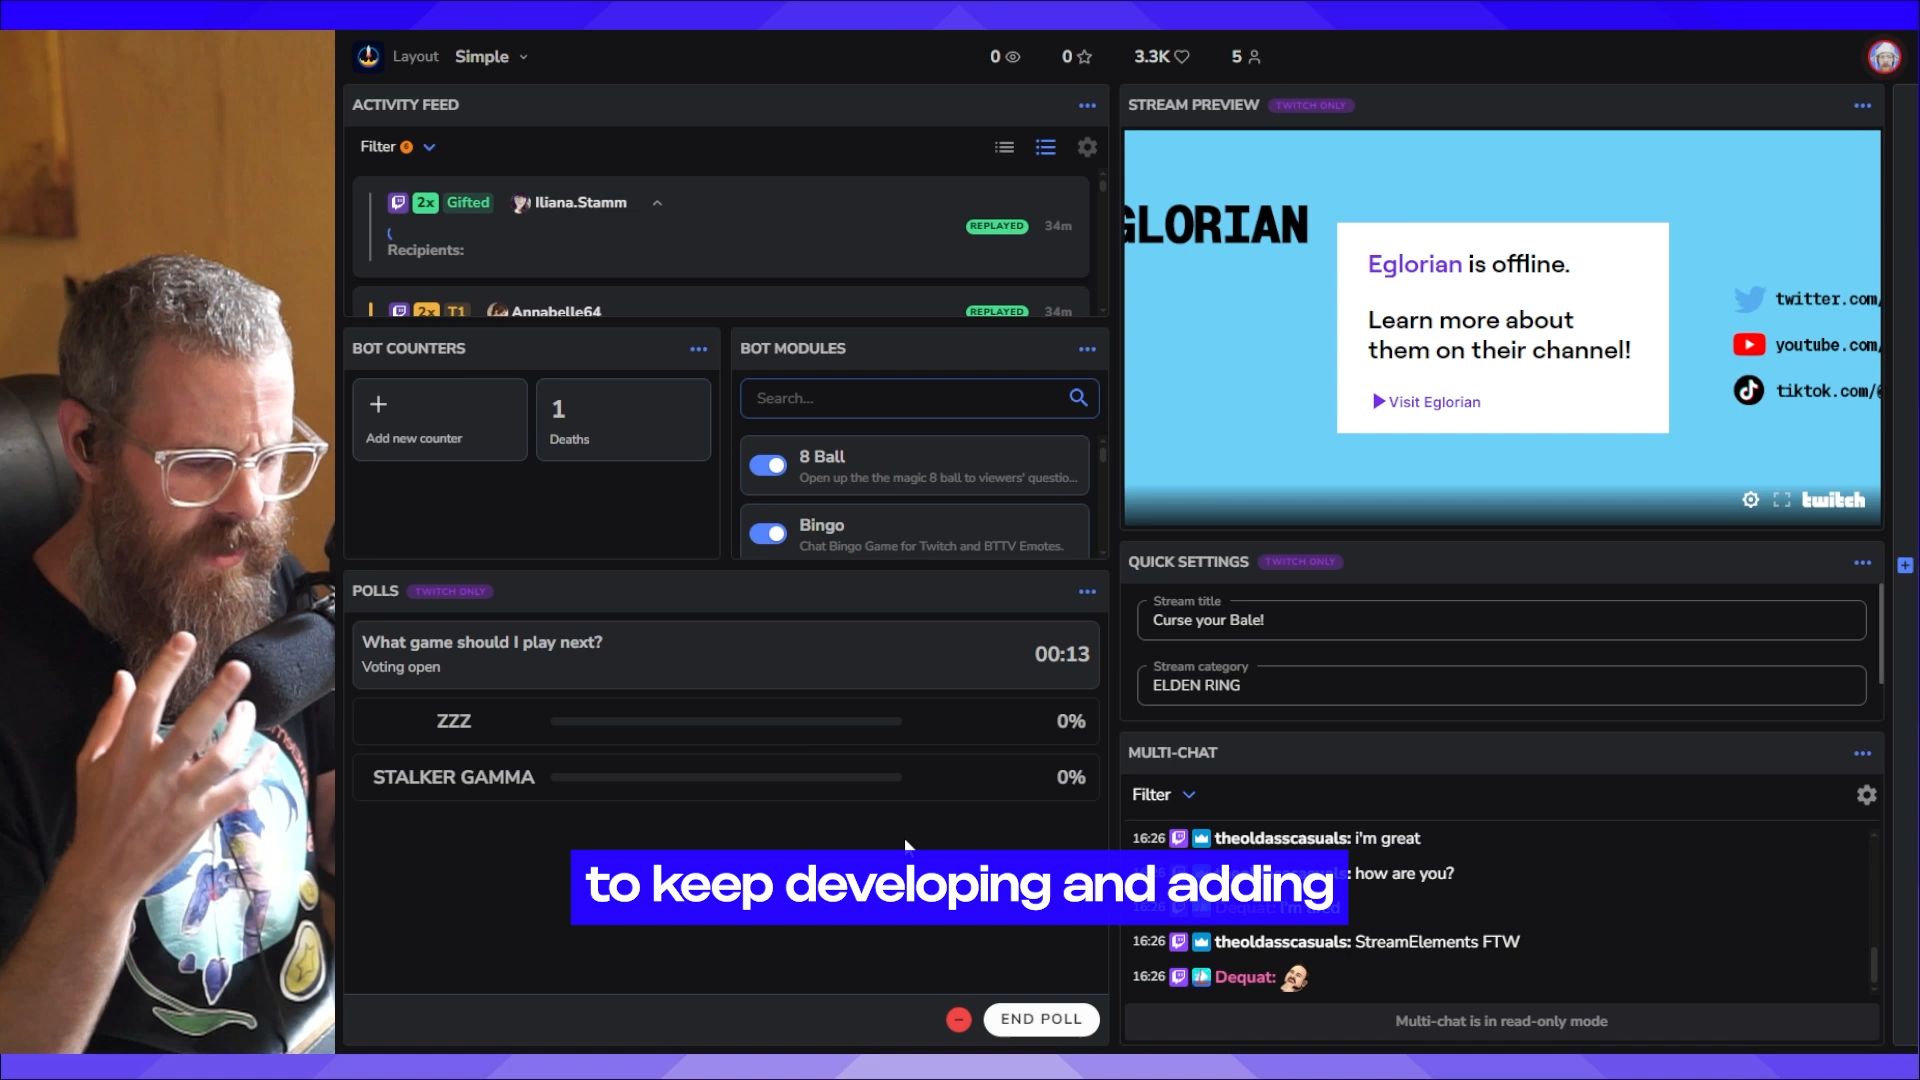 Layout Simple
0
0
3.3K
5
ACTIVITY FEED
Filter
2x Gifted Iliana.Stamm
Recipients:
REPLAYED 34m
2x T1 Annabelle64
REPLAYED 34m
BOT COUNTERS
Add new counter
1
Deaths
BOT MODULES
Search...
8 Ball
Open up the the magic 8 ball to viewers' questio...
Bingo
Chat Bingo Game for Twitch and BTTV Emotes.
POLLS TWITCH ONLY
What game should I play next?
Voting open
00:13
ZZZ 0%
STALKER GAMMA 0%
END POLL
STREAM PREVIEW TWITCH ONLY
GLORIAN
Eglorian is offline.
Learn more about
them on their channel!
Visit Eglorian
twitter.com/
youtube.com/
tiktok.com/@
twitch
QUICK SETTINGS TWITCH ONLY
Stream title
Curse your Bale!
Stream category
ELDEN RING
MULTI-CHAT
Filter
16:26 theoldasscasuals: i'm great
: how are you?
16:26 theoldasscasuals: StreamElements FTW
16:26 Dequat:
Multi-chat is in read-only mode
to keep developing and adding